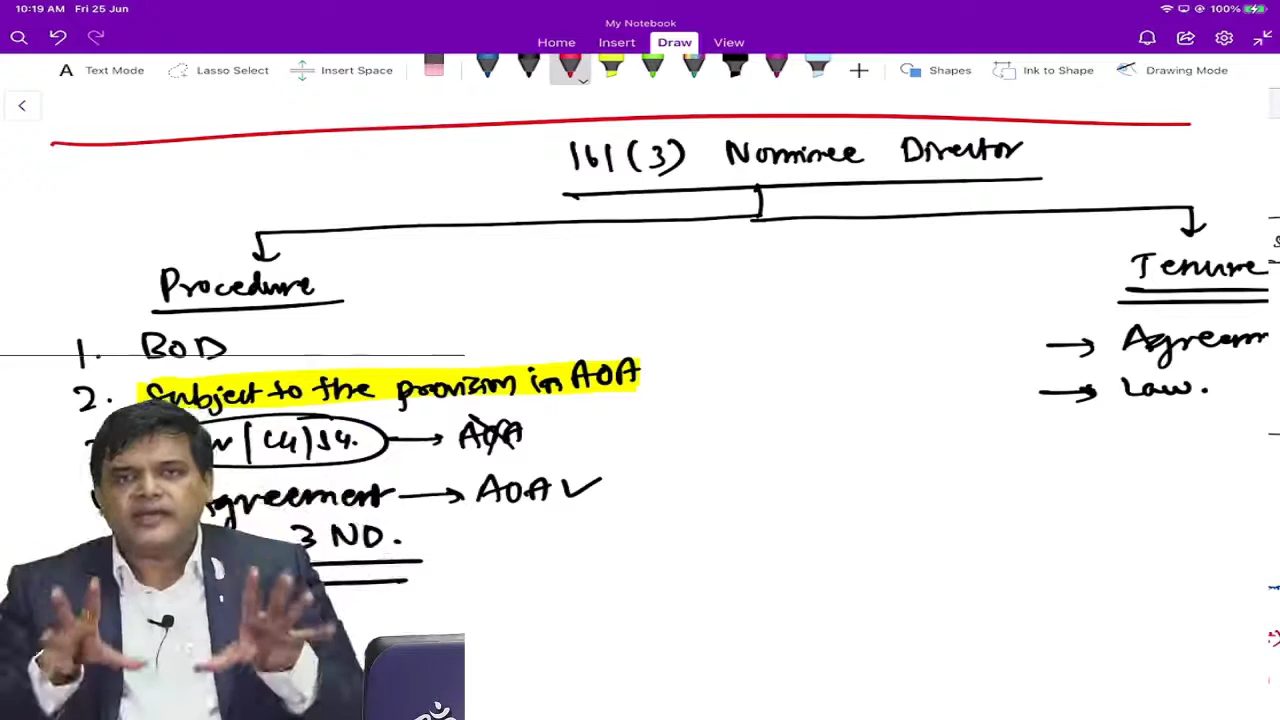 10:19 AM Fri 25 Jun
100%
My Notebook
Home Insert Draw View
A Text Mode Lasso Select Insert Space Shapes Ink to Shape Drawing Mode
161(3) Nominee Director
Procedure
Tenure
1. BOD
2. Subject to the provision in AOA
AOA
Agreement → AOA ✓
3 ND.
→ Agreem
→ Law.